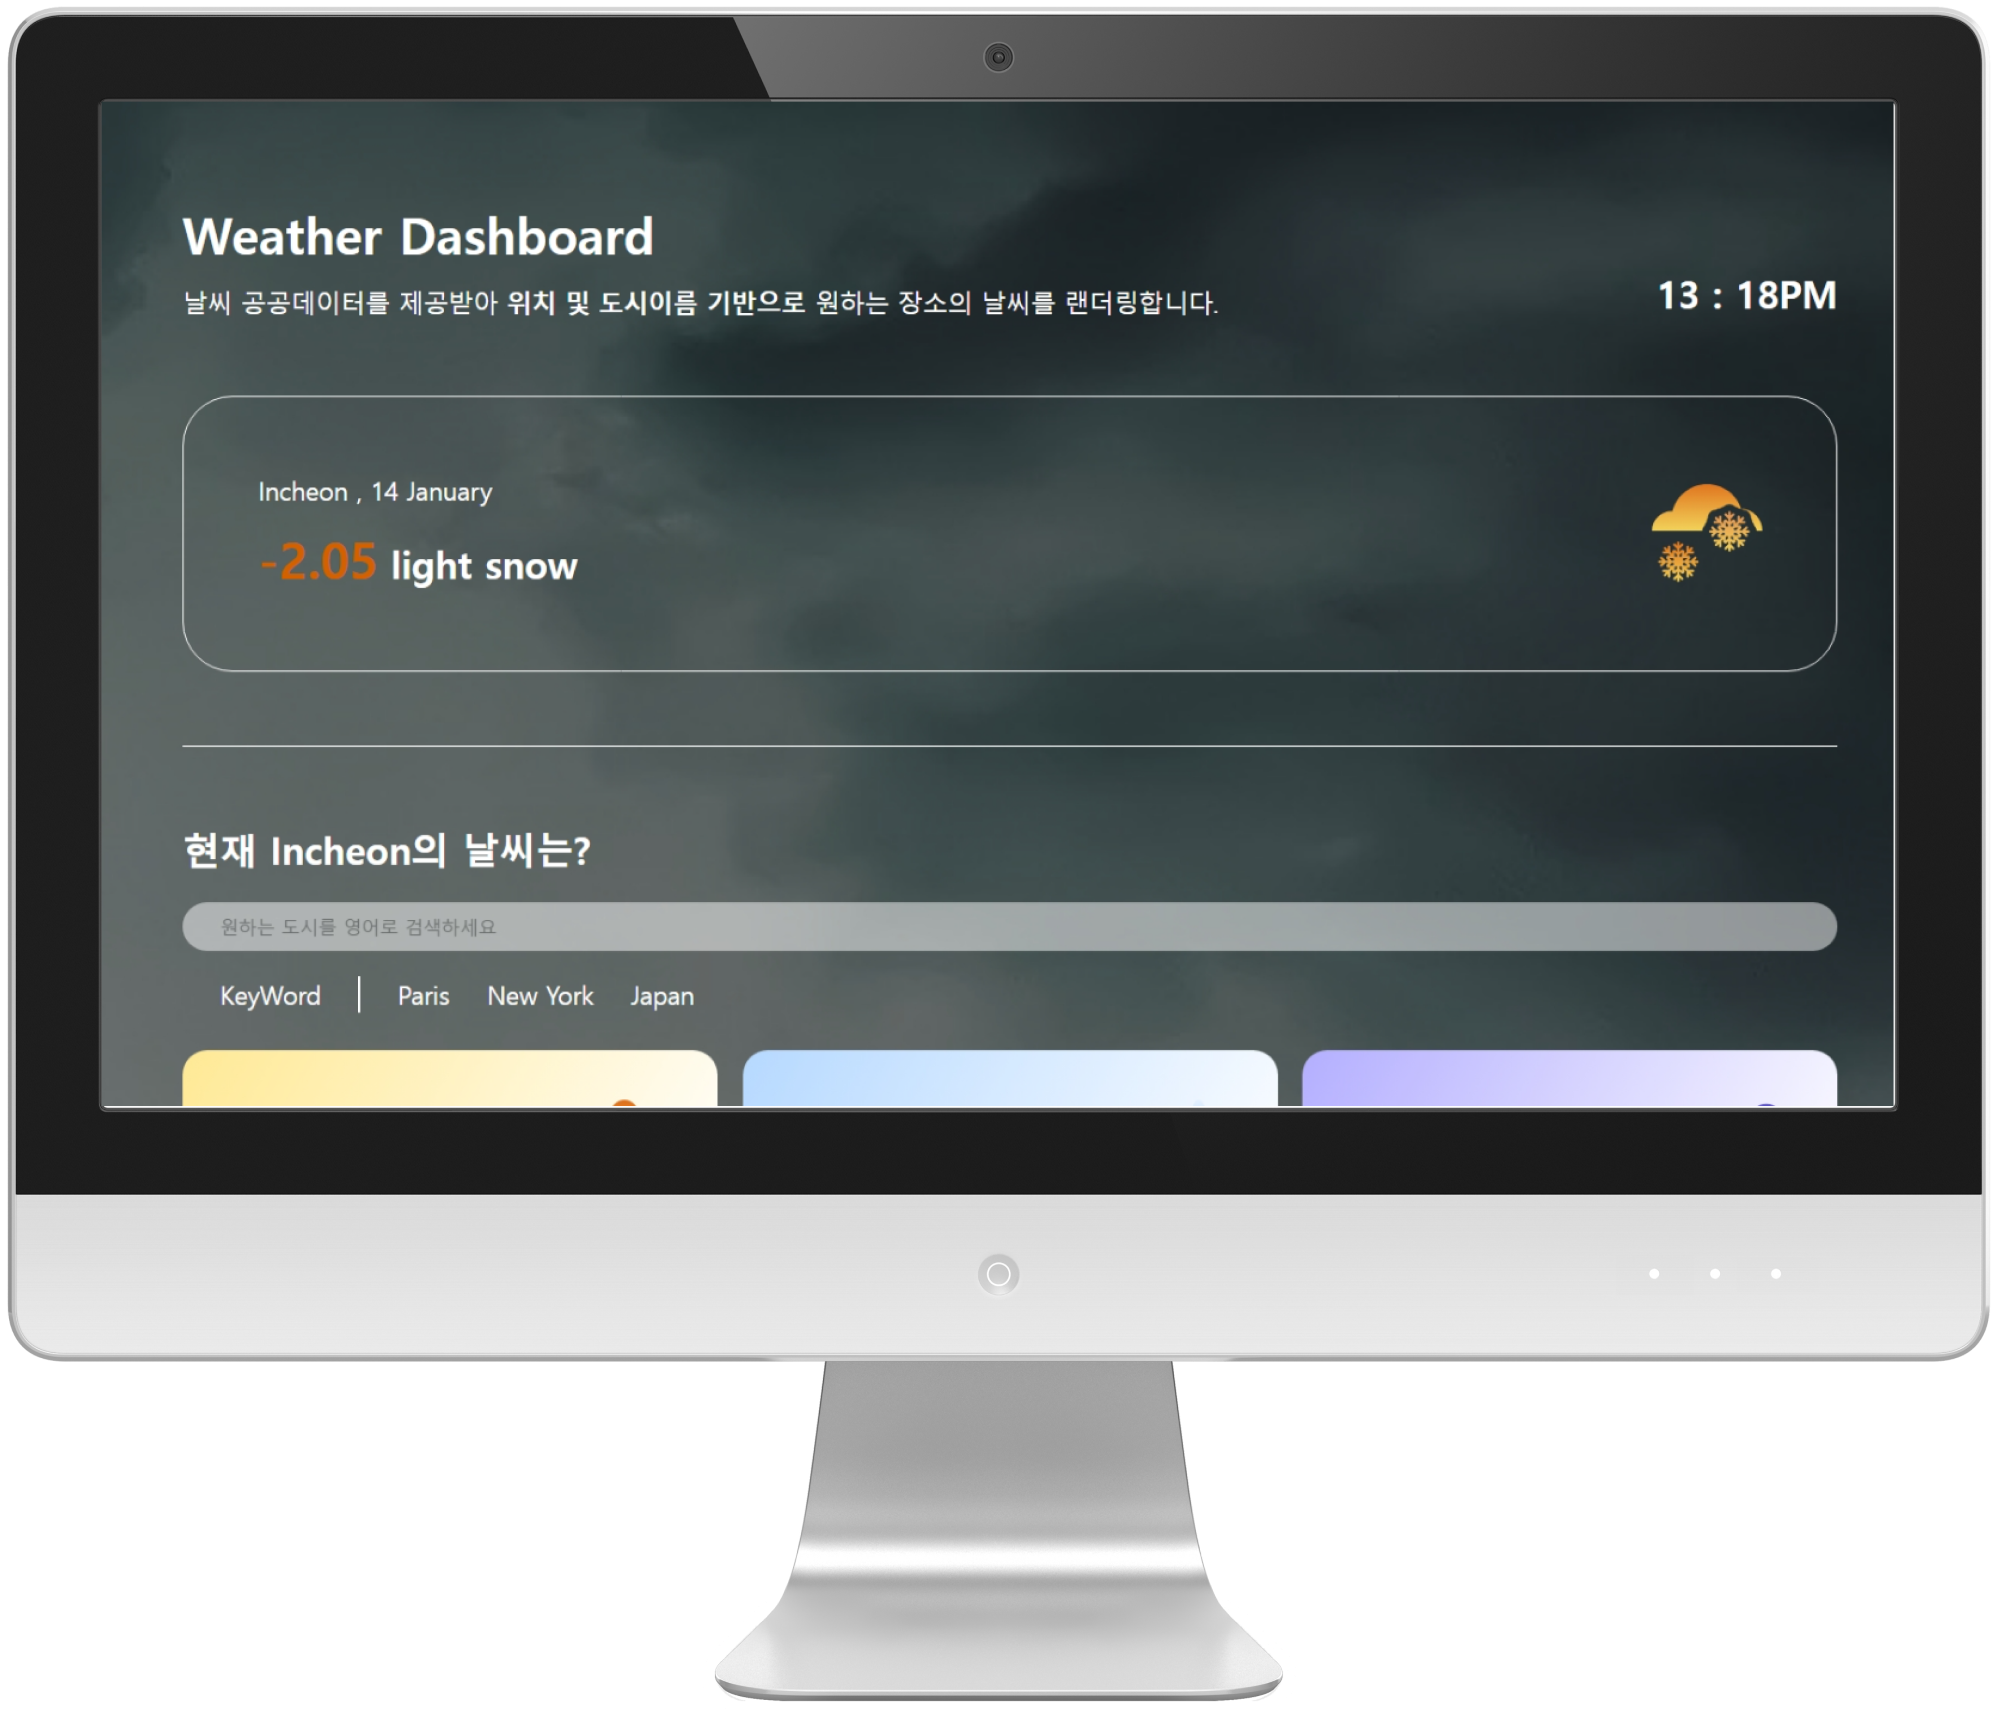 Weather Dashboard
날씨 공공데이터를 제공받아 위치 및 도시이름 기반으로 원하는 장소의 날씨를 랜더링합니다.
13 : 18PM
Incheon , 14 January
-2.05 light snow
현재 Incheon의 날씨는?
원하는 도시를 영어로 검색하세요
KeyWord | Paris New York Japan